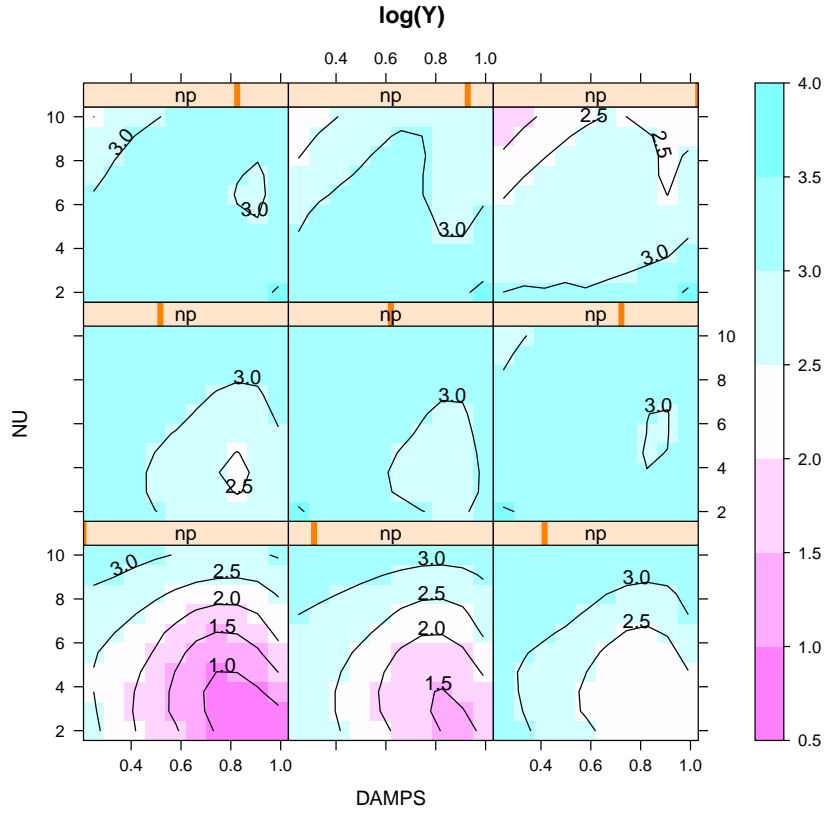 log(Y)
0.4 0.6 0.8 1.0
np np np
10 3.0 2.5 4.0
8 2.5
3.5
6 3.0
3.0
4 3.0
2 3.0
np np np
10
3.0 8 2.5
3.0 3.0
6
NU
4 2.0
2.5
2
np np np
10 3.0 3.0 1.5
2.5 3.0
8 2.0 2.5
2.5
6 1.5 2.0
1.0
1.0
4 1.5
2
0.5
0.4 0.6 0.8 1.0 0.4 0.6 0.8 1.0
DAMPS